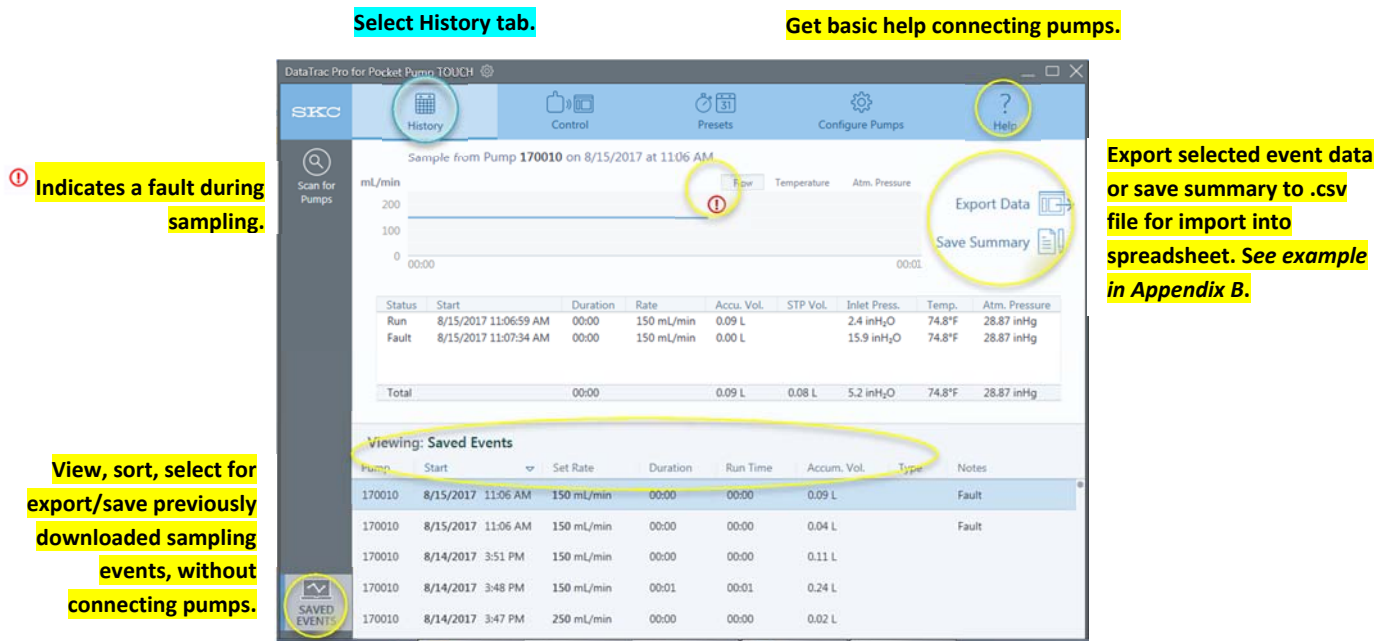 Select History tab.
Get basic help connecting pumps.
DataTrac Pro for Pocket Pump TOUCH
SKC
History
Control
31
Presets
Configure Pumps
?
Help
Scan for
Pumps
! Indicates a fault during
sampling.
Sample from Pump 170010 on 8/15/2017 at 11:06 AM
mL/min
Flow Temperature Atm. Pressure
200
100
0
00:00 00:01
!
Export Data
Save Summary
Export selected event data
or save summary to .csv
file for import into
spreadsheet. See example
in Appendix B.
Status Start Duration Rate Accu. Vol. STP Vol. Inlet Press. Temp. Atm. Pressure
Run 8/15/2017 11:06:59 AM 00:00 150 mL/min 0.09 L 2.4 inH₂O 74.8°F 28.87 inHg
Fault 8/15/2017 11:07:34 AM 00:00 150 mL/min 0.00 L 15.9 inH₂O 74.8°F 28.87 inHg
Total 00:00 0.09 L 0.08 L 5.2 inH₂O 74.8°F 28.87 inHg
Viewing: Saved Events
Pump Start Set Rate Duration Run Time Accum. Vol. Type Notes
170010 8/15/2017 11:06 AM 150 mL/min 00:00 00:00 0.09 L Fault
170010 8/15/2017 11:06 AM 150 mL/min 00:00 00:00 0.04 L Fault
170010 8/14/2017 3:51 PM 150 mL/min 00:00 00:00 0.11 L
170010 8/14/2017 3:48 PM 150 mL/min 00:01 00:01 0.24 L
170010 8/14/2017 3:47 PM 250 mL/min 00:00 00:00 0.02 L
View, sort, select for
export/save previously
downloaded sampling
events, without
connecting pumps.
SAVED
EVENTS